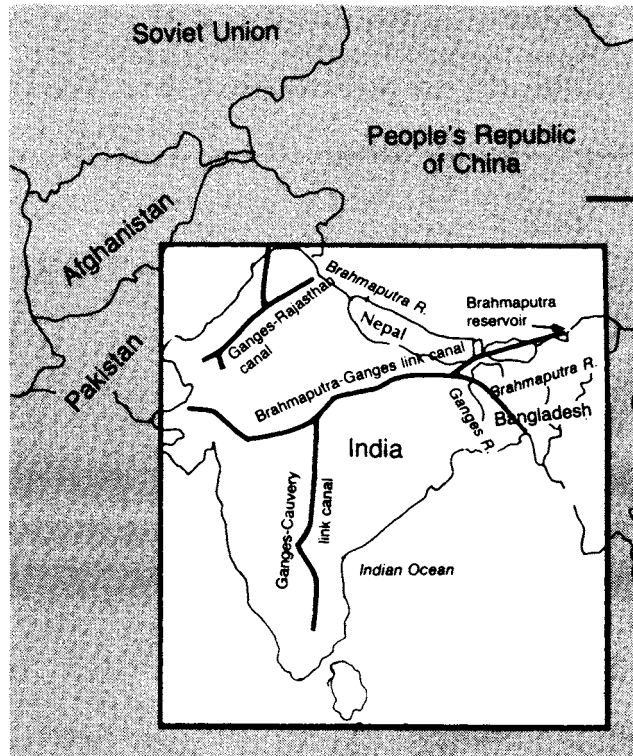 Soviet Union
People's Republic
of China
Afghanistan
Pakistan
Brahmaputra R.
Nepal
Brahmaputra
reservoir
Ganges-Rajasthan
canal
Brahmaputra-Ganges link canal
Brahmaputra R.
Ganges R.
Bangladesh
India
Ganges-Cauvery
link canal
Indian Ocean